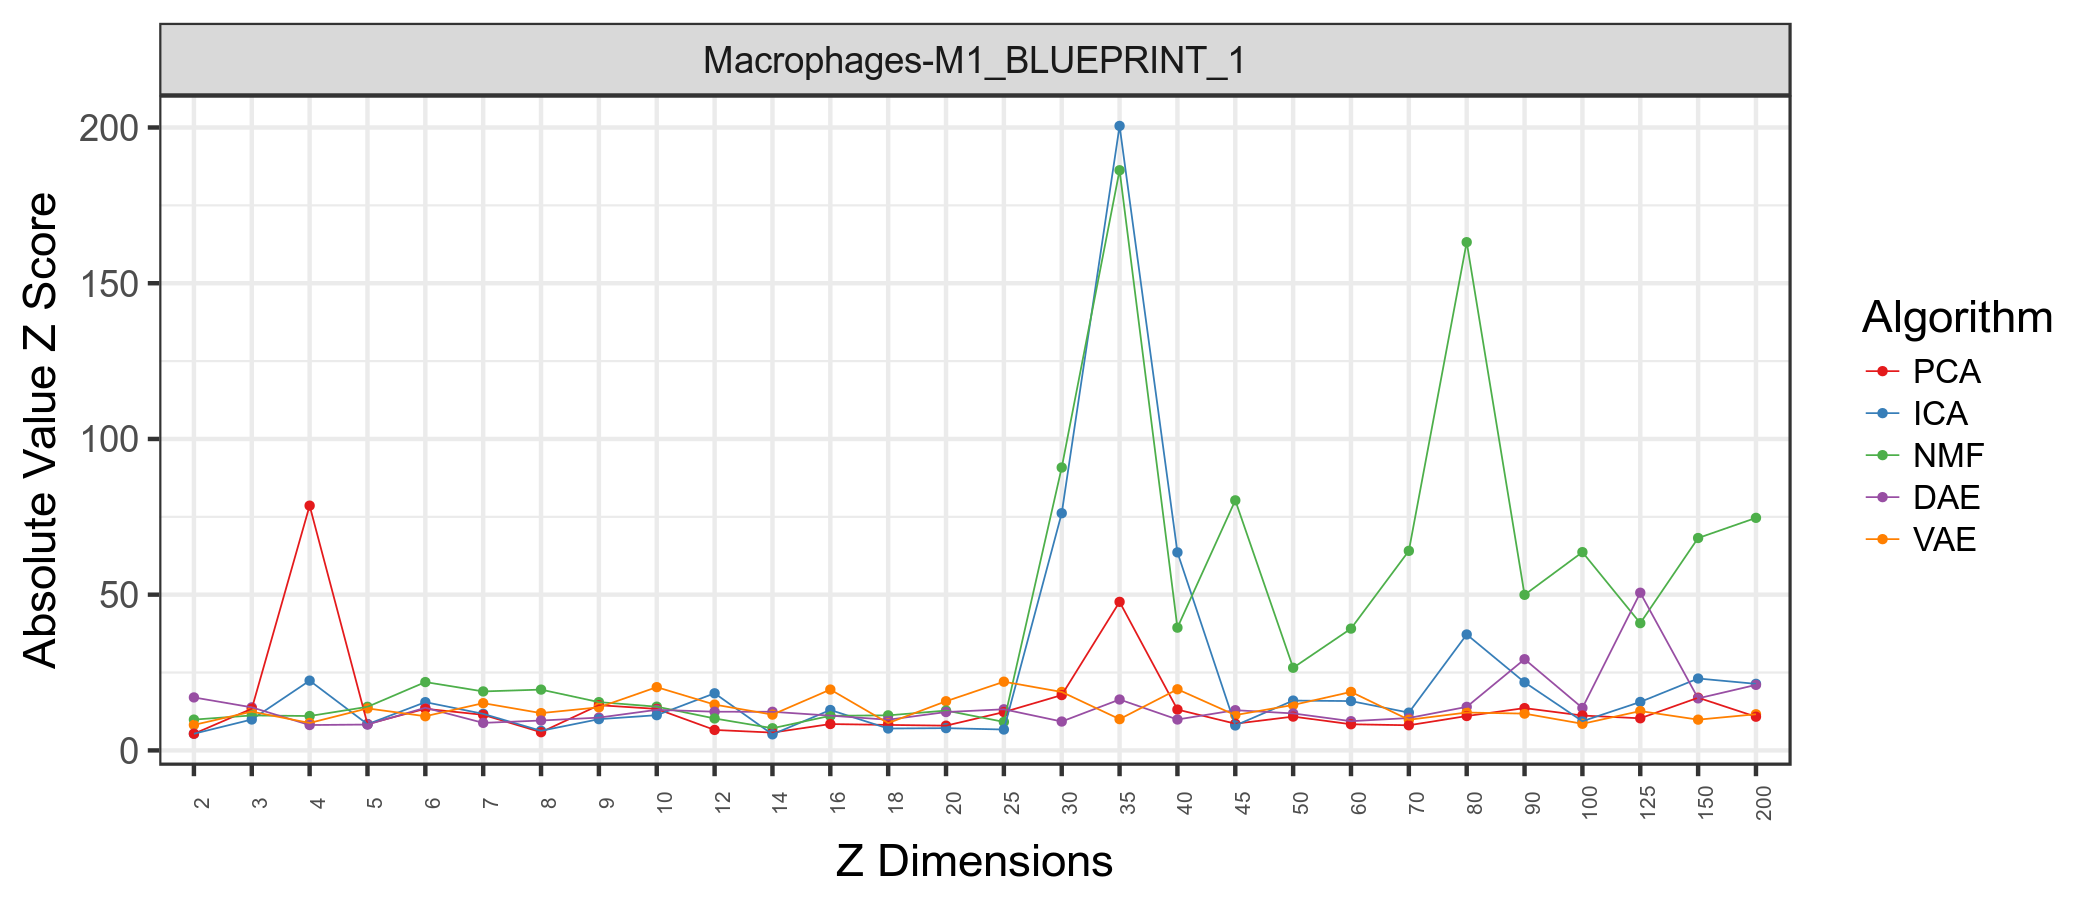 Macrophages-M1_BLUEPRINT_1
Absolute Value Z Score
200
150
100
50
0
2 3 4 5 6 7 8 9 10 12 14 16 18 20 25 30 35 40 45 50 60 70 80 90 100 125 150 200
Z Dimensions
Algorithm
PCA
ICA
NMF
DAE
VAE